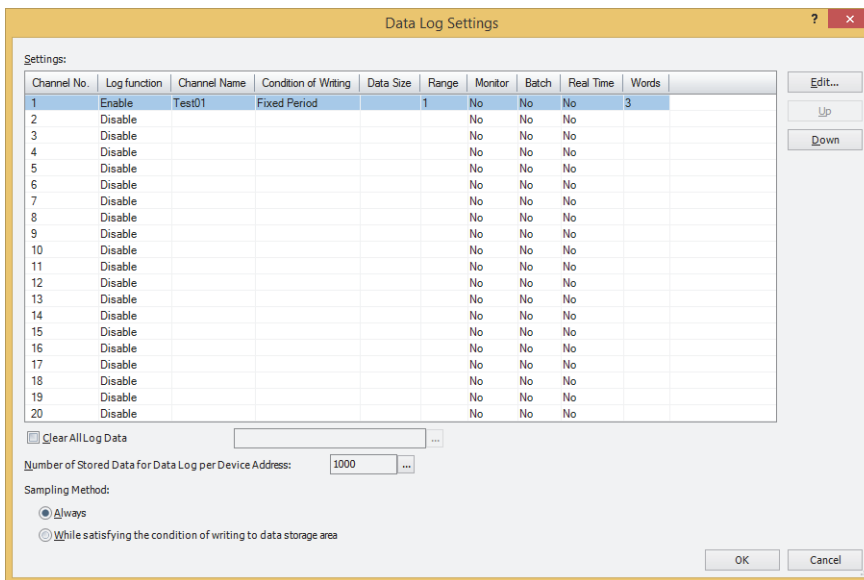 Data Log Settings
? ×
Settings:
Channel No. Log function Channel Name Condition of Writing Data Size Range Monitor Batch Real Time Words
1 Enable Test01 Fixed Period 1 No No No 3
2 Disable No No No
3 Disable No No No
4 Disable No No No
5 Disable No No No
6 Disable No No No
7 Disable No No No
8 Disable No No No
9 Disable No No No
10 Disable No No No
11 Disable No No No
12 Disable No No No
13 Disable No No No
14 Disable No No No
15 Disable No No No
16 Disable No No No
17 Disable No No No
18 Disable No No No
19 Disable No No No
20 Disable No No No
Edit...
Up
Down
Clear All Log Data ...
Number of Stored Data for Data Log per Device Address: 1000 ...
Sampling Method:
Always
While satisfying the condition of writing to data storage area
OK Cancel